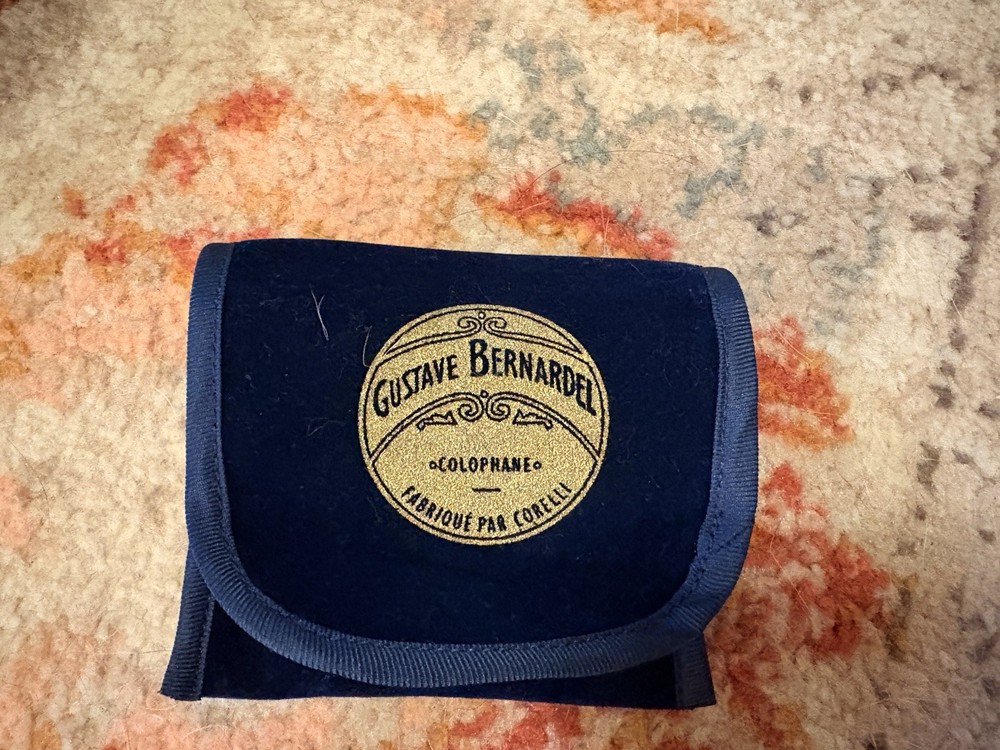 GUSTAVE BERNARDEL
COLOPHANE
FABRIQUÉ PAR CORELLI